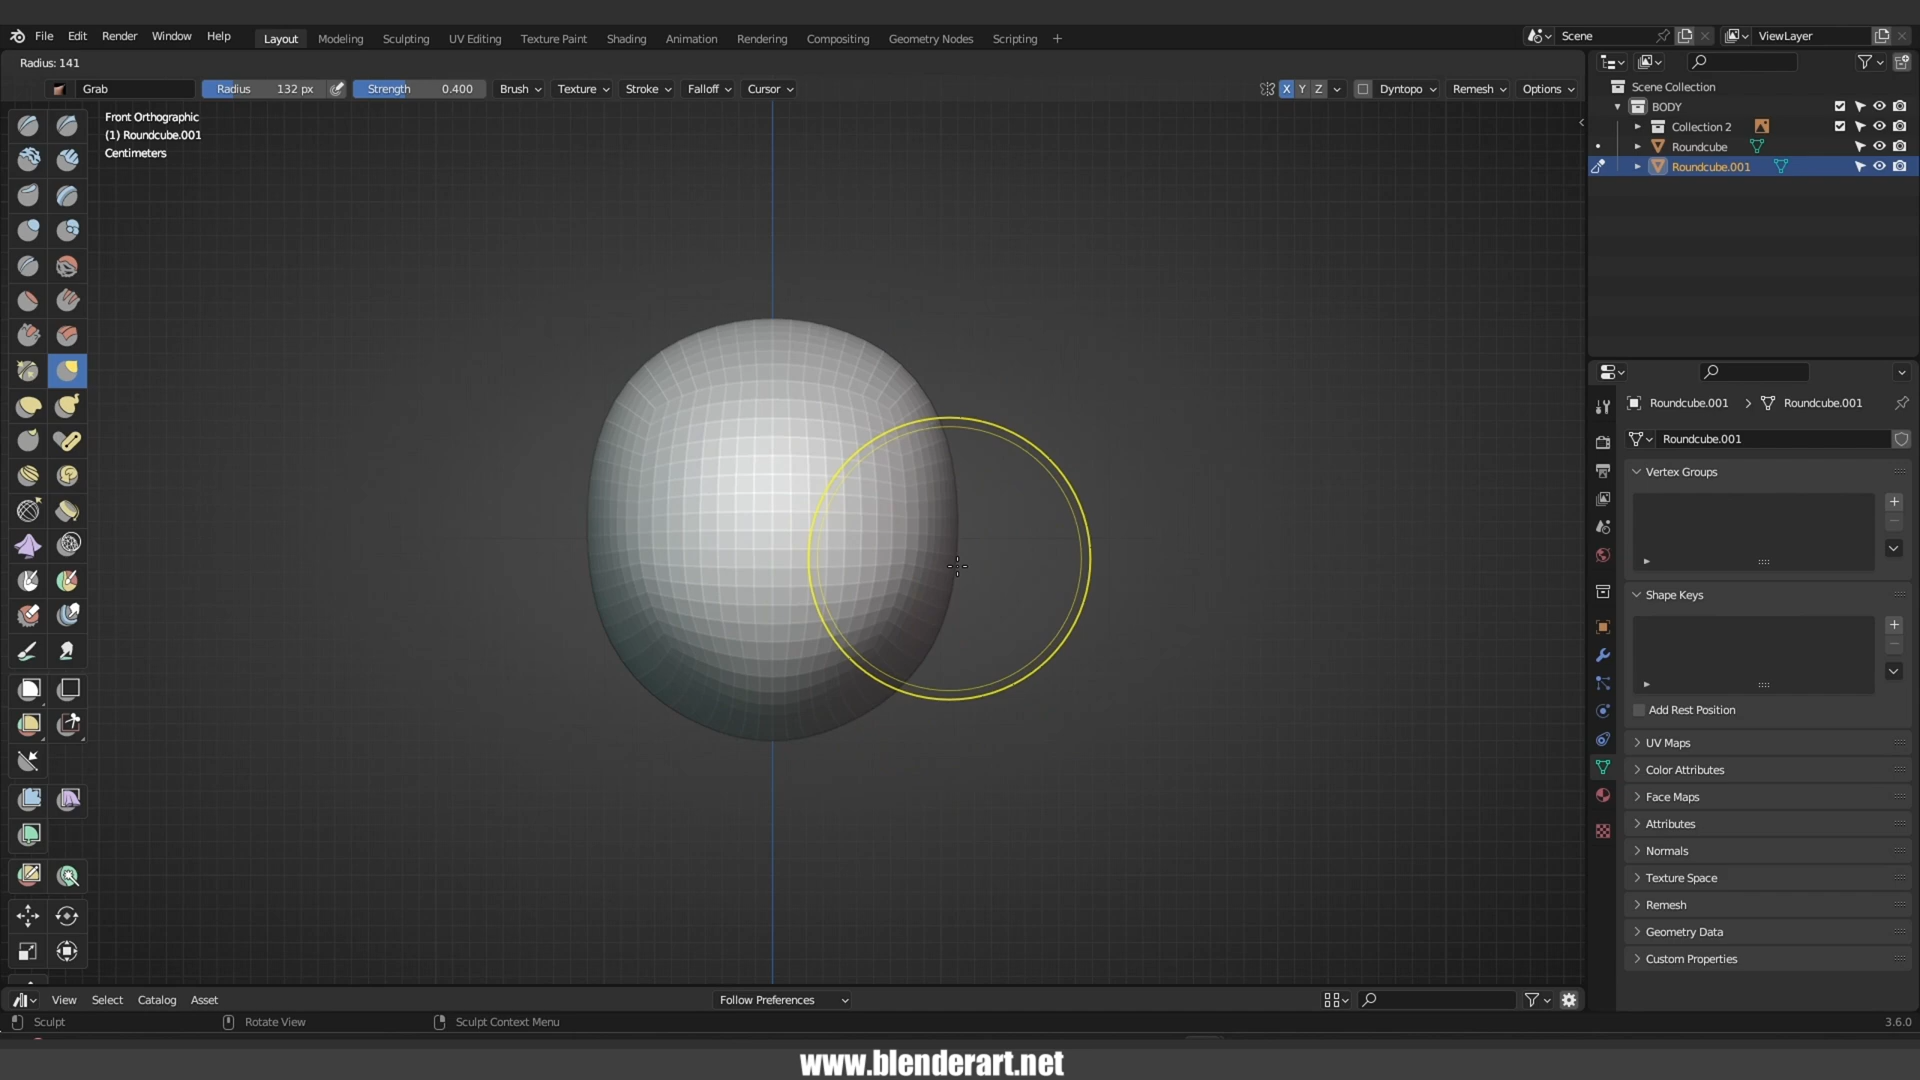 File Edit Render Window Help Layout Modeling Sculpting UV Editing Texture Paint Shading Animation Rendering Compositing Geometry Nodes Scripting + Scene ViewLayer
Radius: 141
Grab Radius 132 px Strength 0.400 Brush Texture Stroke Falloff Cursor X Y Z Dyntopo Remesh Options
Front Orthographic
(1) Roundcube.001
Centimeters
Scene Collection
BODY
Collection 2
Roundcube
Roundcube.001
Roundcube.001 Roundcube.001
Roundcube.001
Vertex Groups
Shape Keys
Add Rest Position
UV Maps
Color Attributes
Face Maps
Attributes
Normals
Texture Space
Remesh
Geometry Data
Custom Properties
View Select Catalog Asset Follow Preferences
Sculpt Rotate View Sculpt Context Menu 3.6.0
www.blenderart.net